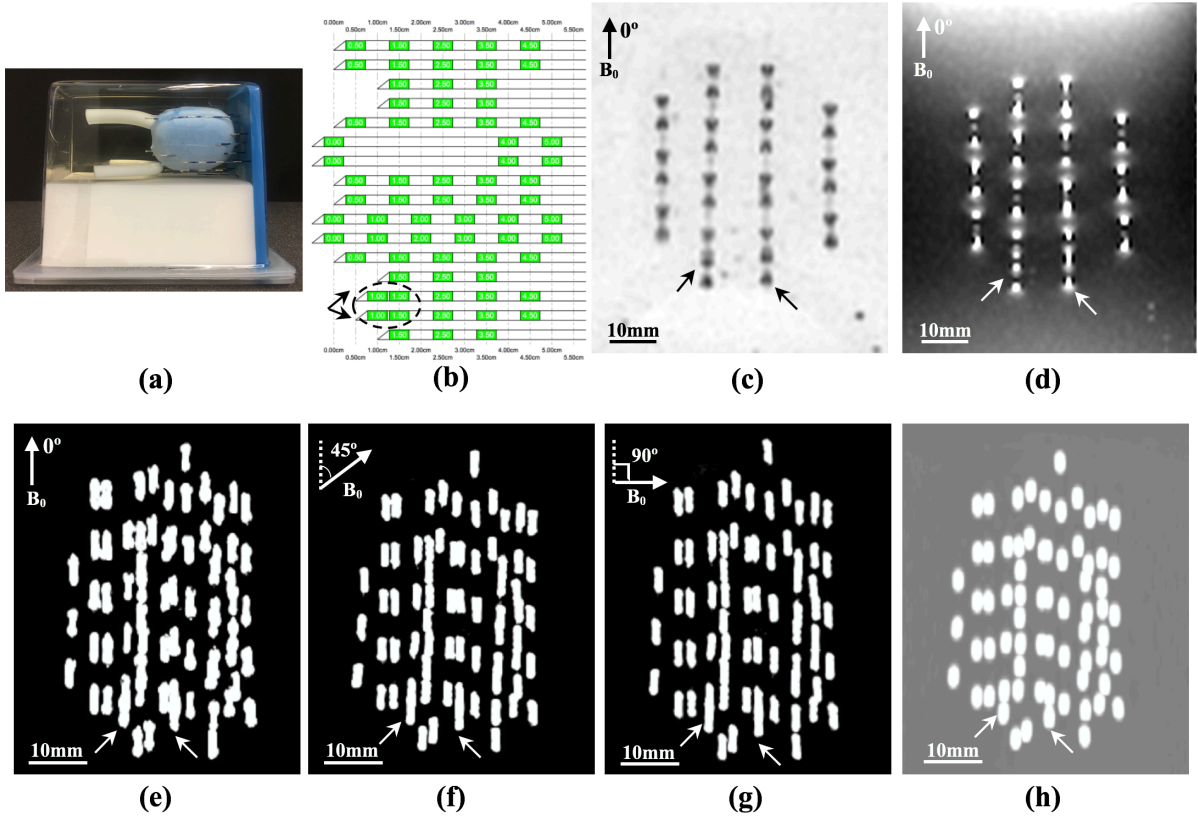 0.00cm 1.00cm 2.00cm 3.00cm 4.00cm 5.00cm
0.50cm 1.50cm 2.50cm 3.50cm 4.50cm 5.50cm
0.50 1.50 2.50 3.50 4.50
0.50 1.50 2.50 3.50 4.50
1.50 2.50 3.50
1.50 2.50 3.50
0.50 1.50 2.50 3.50 4.50
0.00 4.00 5.00
0.00 4.00 5.00
0.50 1.50 2.50 3.50 4.50
0.50 1.50 2.50 3.50 4.50
0.00 1.00 2.00 3.00 4.00 5.00
0.00 1.00 2.00 3.00 4.00 5.00
0.50 1.50 2.50 3.50 4.50
1.50 2.50 3.50
1.00 1.50 2.50 3.50 4.50
1.00 1.50 2.50 3.50 4.50
1.50 2.50 3.50
0.00cm 1.00cm 2.00cm 3.00cm 4.00cm 5.00cm
0.50cm 1.50cm 2.50cm 3.50cm 4.50cm 5.50cm
0º
B₀
10mm
0º
B₀
10mm
(a)
(b)
(c)
(d)
0º
B₀
10mm
45º
B₀
10mm
90º
B₀
10mm
10mm
(e)
(f)
(g)
(h)